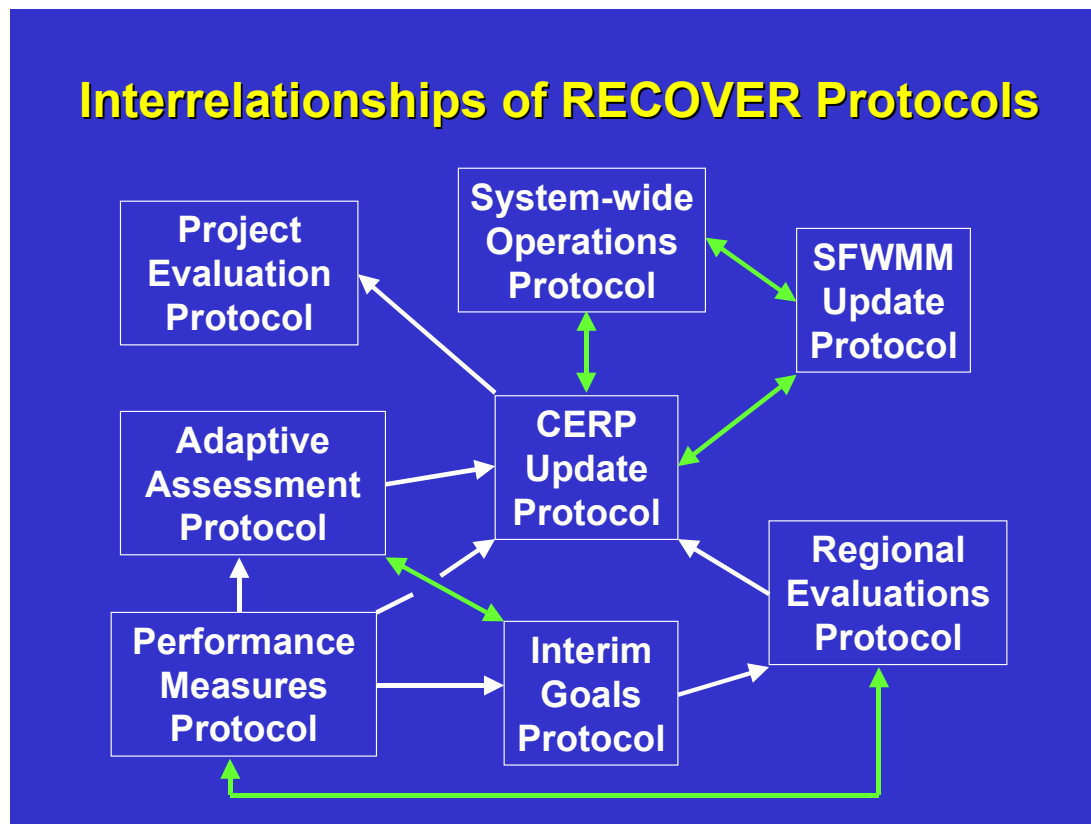 Interrelationships of RECOVER Protocols
System-wide
Operations
Protocol
Project
Evaluation
Protocol
SFWMM
Update
Protocol
CERP
Update
Protocol
Adaptive
Assessment
Protocol
Regional
Evaluations
Protocol
Performance
Measures
Protocol
Interim
Goals
Protocol